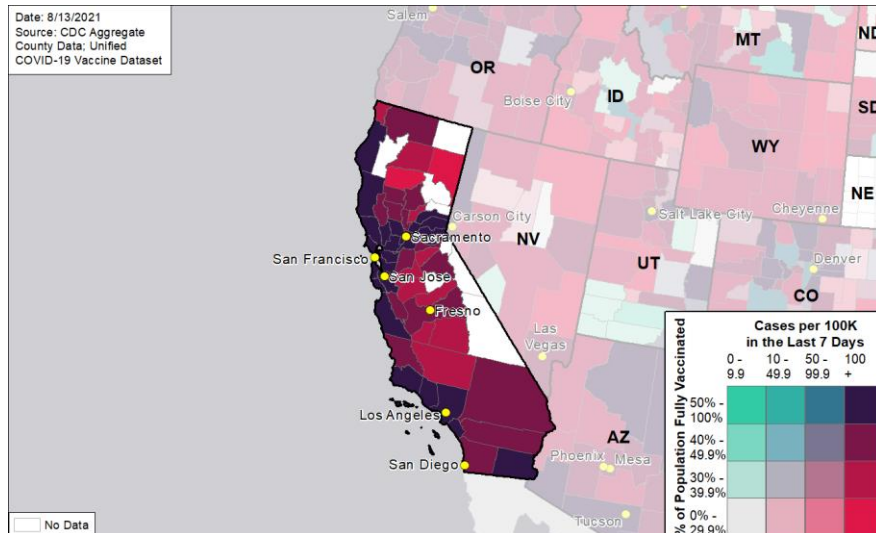 Date: 8/13/2021
Source: CDC Aggregate
County Data; Unified
COVID-19 Vaccine Dataset
Salem
OR
MT
ND
ID
Boise City
WY
SD
NE
Carson City
Salt Lake City
Cheyenne
Sacramento
NV
San Francisco
San Jose
UT
Denver
CO
Fresno
Las
Vegas
Los Angeles
AZ
Phoenix
Mesa
San Diego
Tucson
Cases per 100K
in the Last 7 Days
0 -
9.9
10 -
49.9
50 -
99.9
100
+
% of Population Fully Vaccinated
50% -
100%
40% -
49.9%
30% -
39.9%
0% -
29.9%
No Data